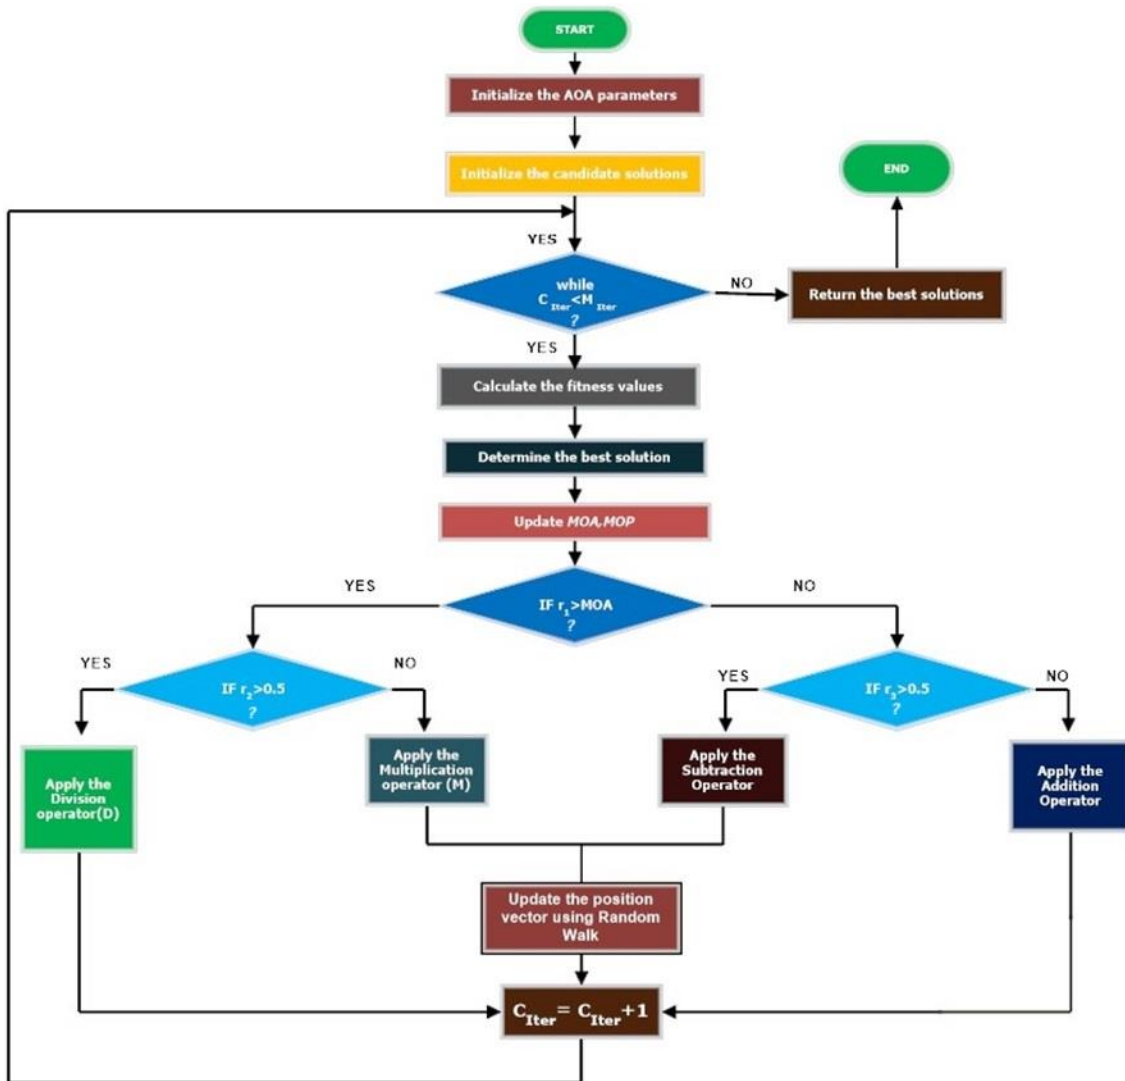 START
Initialize the AOA parameters
Initialize the candidate solutions
END
YES
while
C Iter<M Iter
?
NO
Return the best solutions
YES
Calculate the fitness values
Determine the best solution
Update MOA,MOP
YES
IF r1>MOA
?
NO
YES
IF r2>0.5
?
NO
YES
IF r3>0.5
?
NO
Apply the
Division
operator(D)
Apply the
Multiplication
operator (M)
Apply the
Subtraction
Operator
Apply the
Addition
Operator
Update the position
vector using Random
Walk
CIter= CIter+1